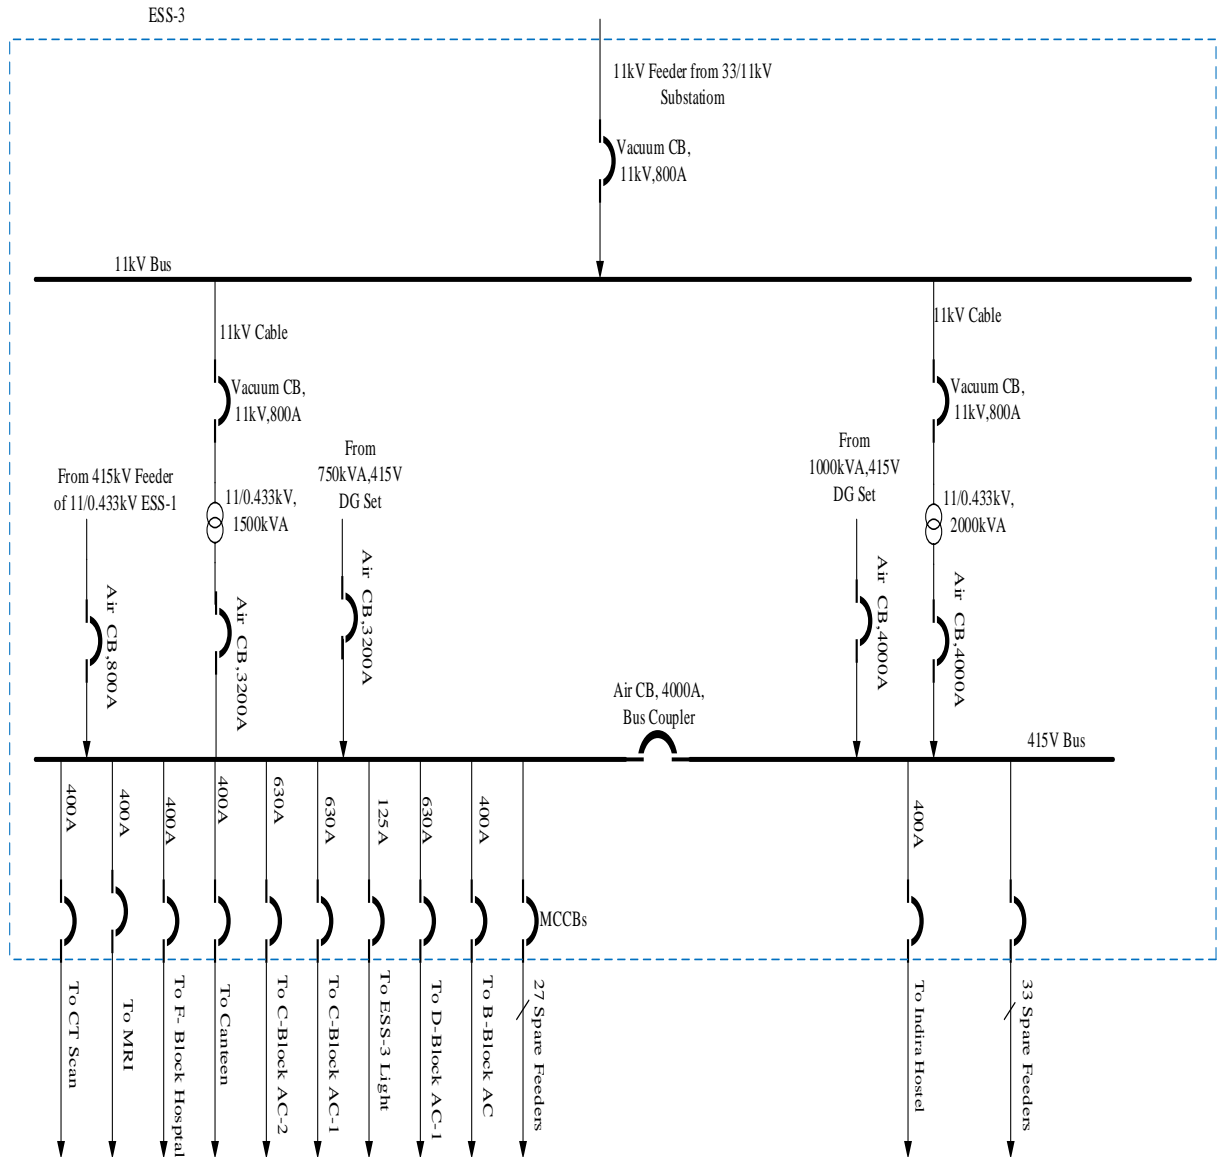 ESS-3
11kV Feeder from 33/11kV
Substatiom
Vacuum CB,
11kV,800A
11kV Bus
11kV Cable
11kV Cable
Vacuum CB,
11kV,800A
Vacuum CB,
11kV,800A
From 415kV Feeder
of 11/0.433kV ESS-1
11/0.433kV,
1500kVA
From
750kVA,415V
DG Set
From
1000kVA,415V
DG Set
11/0.433kV,
2000kVA
Air CB,800A
Air CB,3200A
Air CB,3200A
Air CB,4000A
Air CB,4000A
Air CB, 4000A,
Bus Coupler
415V Bus
400A
400A
400A
400A
630A
630A
125A
630A
400A
400A
MCCBs
To CT Scan
To MRI
To F- Block Hosptal
To Canteen
To C-Block AC-2
To C-Block AC-1
To ESS-3 Light
To D-Block AC-1
To B-Block AC
27 Spare Feeders
To Indira Hostel
33 Spare Feeders